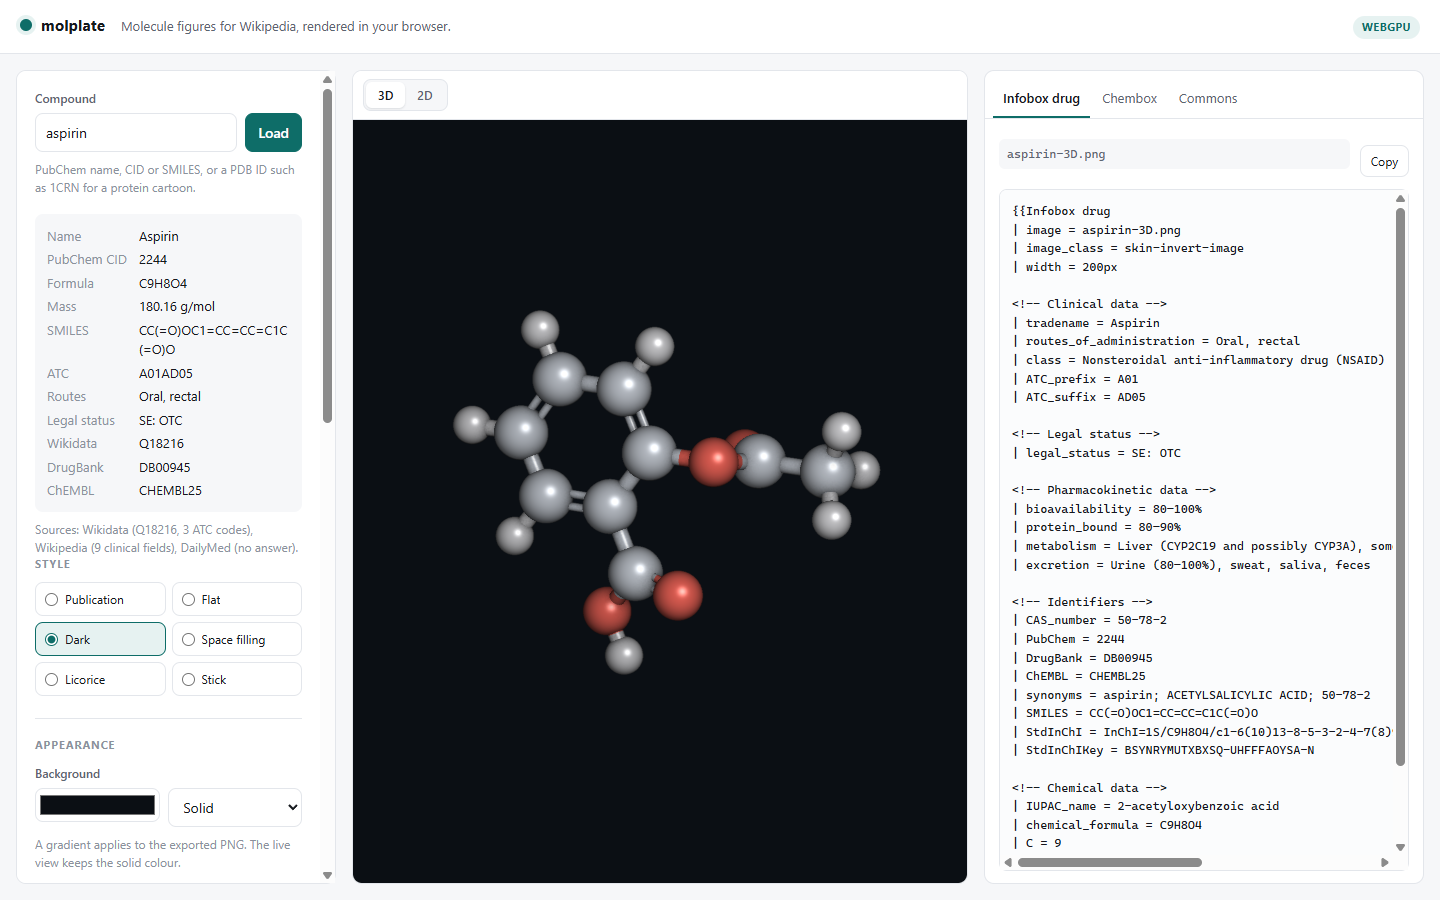 molplate Molecule figures for Wikipedia, rendered in your browser.
WEBGPU
Compound
aspirin
Load
PubChem name, CID or SMILES, or a PDB ID such
as 1CRN for a protein cartoon.
Name Aspirin
PubChem CID 2244
Formula C9H8O4
Mass 180.16 g/mol
SMILES CC(=O)OC1=CC=CC=C1C
(=O)O
ATC A01AD05
Routes Oral, rectal
Legal status SE: OTC
Wikidata Q18216
DrugBank DB00945
ChEMBL CHEMBL25
Sources: Wikidata (Q18216, 3 ATC codes),
Wikipedia (9 clinical fields), DailyMed (no answer).
STYLE
Publication Flat
Dark Space filling
Licorice Stick
APPEARANCE
Background
Solid
A gradient applies to the exported PNG. The live
view keeps the solid colour.
3D 2D
Infobox drug Chembox Commons
aspirin-3D.png
Copy
{{Infobox drug
| image = aspirin-3D.png
| image_class = skin-invert-image
| width = 200px
<!-- Clinical data -->
| tradename = Aspirin
| routes_of_administration = Oral, rectal
| class = Nonsteroidal anti-inflammatory drug (NSAID)
| ATC_prefix = A01
| ATC_suffix = AD05
<!-- Legal status -->
| legal_status = SE: OTC
<!-- Pharmacokinetic data -->
| bioavailability = 80–100%
| protein_bound = 80–90%
| metabolism = Liver (CYP2C19 and possibly CYP3A),
| excretion = Urine (80–100%), sweat, saliva, feces
<!-- Identifiers -->
| CAS_number = 50-78-2
| PubChem = 2244
| DrugBank = DB00945
| ChEMBL = CHEMBL25
| synonyms = aspirin; ACETYLSALICYLIC ACID; 50-78-2
| SMILES = CC(=O)OC1=CC=CC=C1C(=O)O
| StdInChI = InChI=1S/C9H8O4/c1-6(10)13-8-5-3-2-4-7(8)
| StdInChIKey = BSYNRYMUTXBXSQ-UHFFFAOYSA-N
<!-- Chemical data -->
| IUPAC_name = 2-acetyloxybenzoic acid
| chemical_formula = C9H8O4
| C = 9